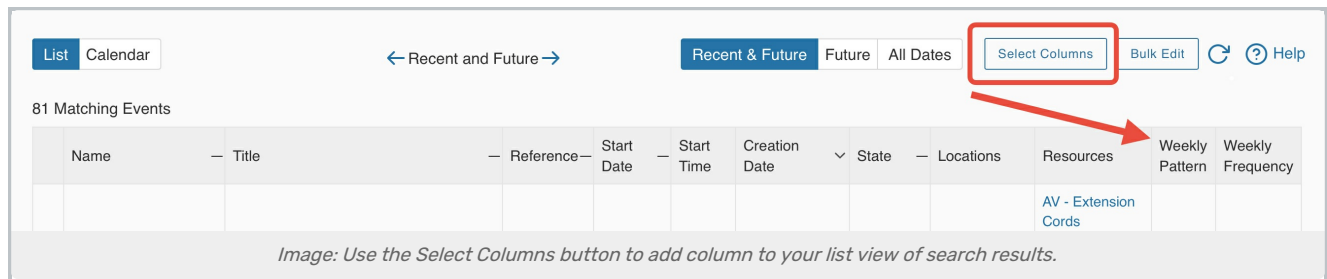 List Calendar ← Recent and Future → Recent & Future Future All Dates Select Columns Bulk Edit Help
81 Matching Events
Name Title Reference Start Date Start Time Creation Date State Locations Resources Weekly Pattern Weekly Frequency
AV - Extension
Cords
Image: Use the Select Columns button to add column to your list view of search results.